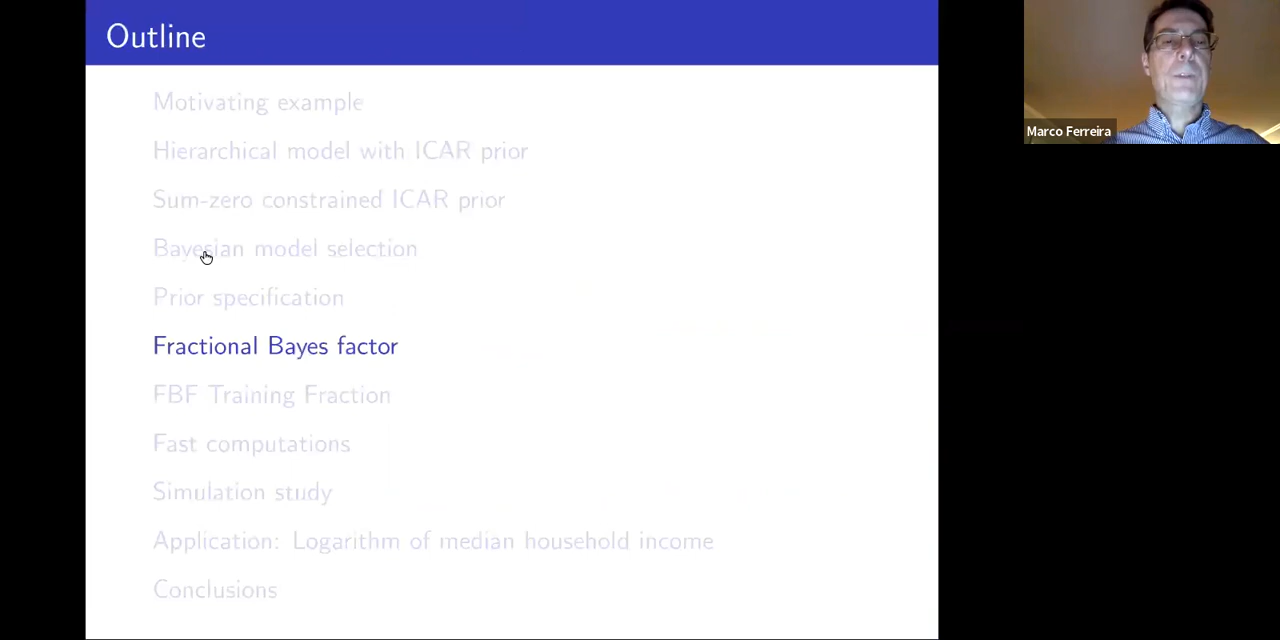 Outline
Motivating example
Hierarchical model with ICAR prior
Sum-zero constrained ICAR prior
Bayesian model selection
Prior specification
Fractional Bayes factor
FBF Training Fraction
Fast computations
Simulation study
Application: Logarithm of median household income
Conclusions
Marco Ferreira